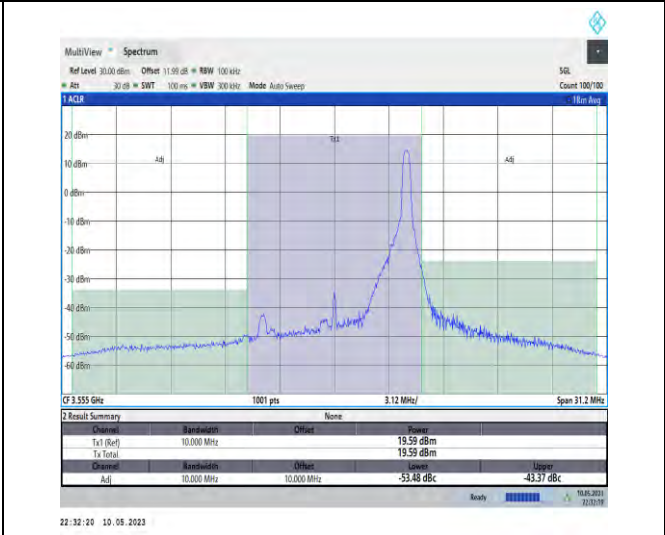 MultiView Spectrum
Ref Level 30.00 dBm Offset 11.99 dB RBW 100 kHz SGL
Att 30 dB SWT 100 ms VBW 300 kHz Mode Auto Sweep Count 100/100
1 ACLR 1Rm Avg
20 dBm
Tx1
Adj Adj
10 dBm
0 dBm
-10 dBm
-20 dBm
-30 dBm
-40 dBm
-50 dBm
-60 dBm
CF 3.555 GHz 1001 pts 3.12 MHz/ Span 31.2 MHz
2 Result Summary None
Channel Bandwidth Offset Power
Tx1 (Ref) 10.000 MHz 19.59 dBm
Tx Total 19.59 dBm
Channel Bandwidth Offset Lower Upper
Adj 10.000 MHz 10.000 MHz -53.48 dBc -43.37 dBc
Ready 10.05.2023
22:32:20 10.05.2023